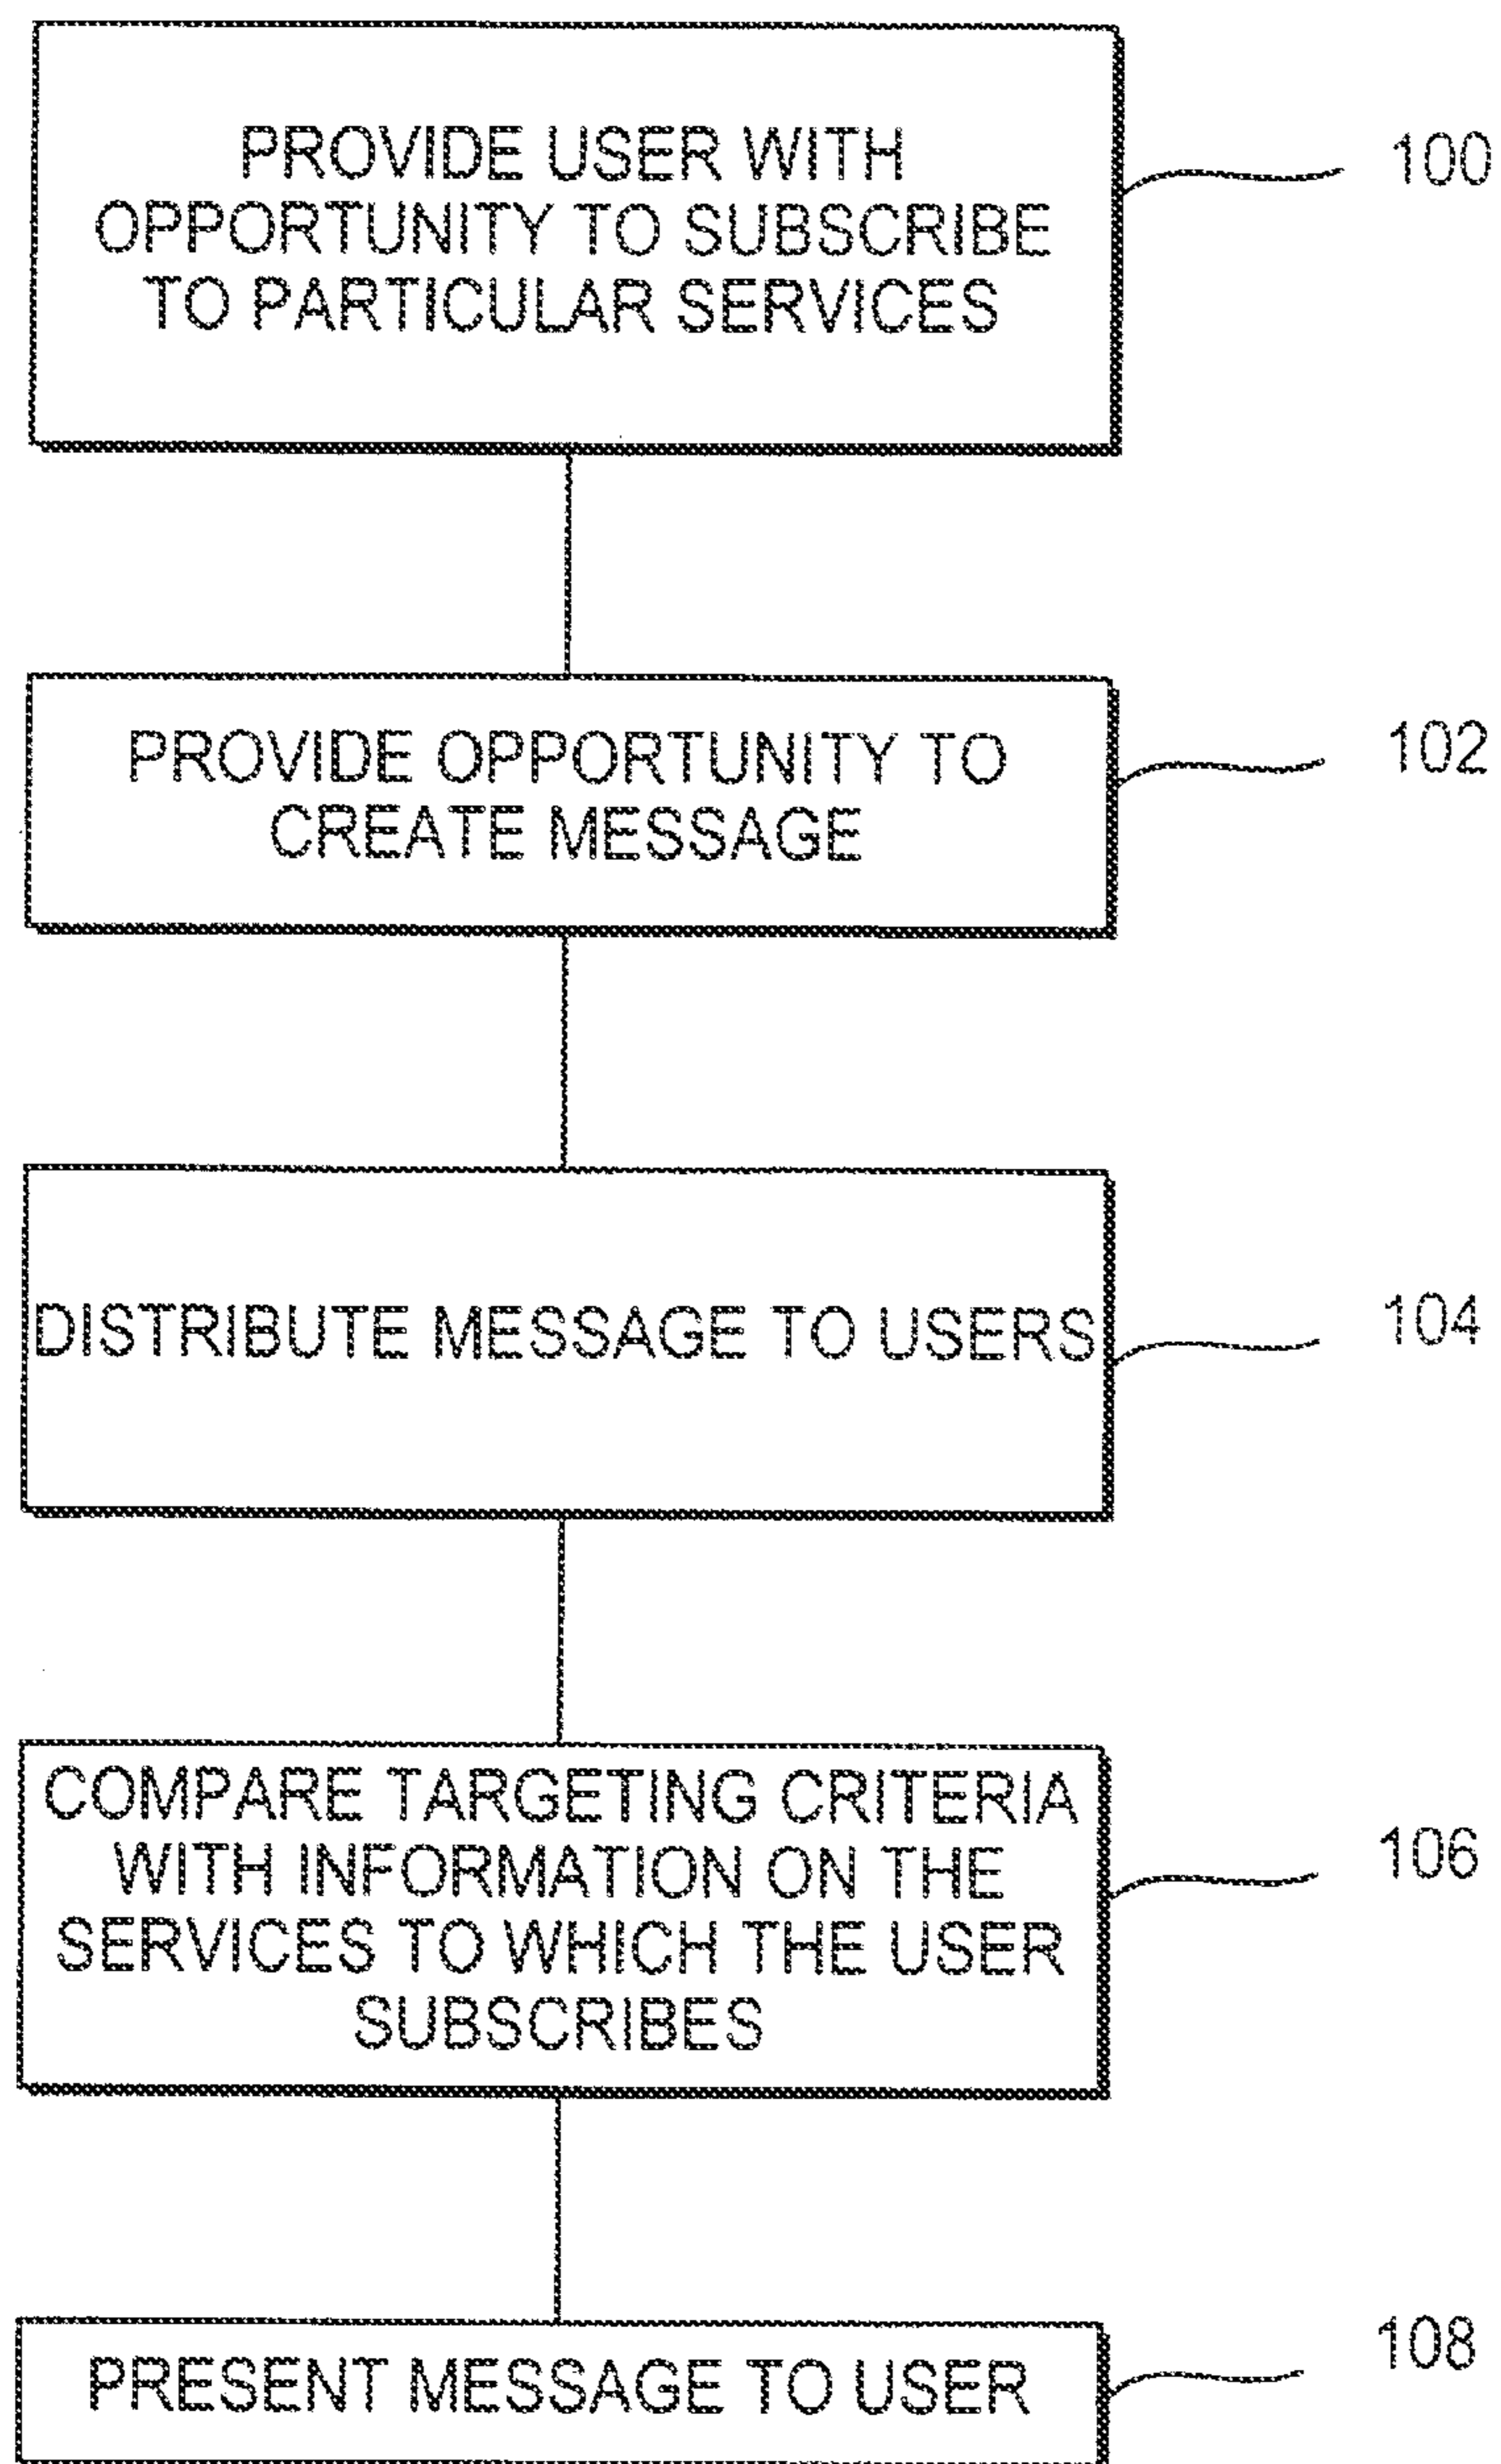 PROVIDE USER WITH
OPPORTUNITY TO SUBSCRIBE
TO PARTICULAR SERVICES
100
PROVIDE OPPORTUNITY TO
CREATE MESSAGE
102
DISTRIBUTE MESSAGE TO USERS
104
COMPARE TARGETING CRITERIA
WITH INFORMATION ON THE
SERVICES TO WHICH THE USER
SUBSCRIBES
106
PRESENT MESSAGE TO USER
108